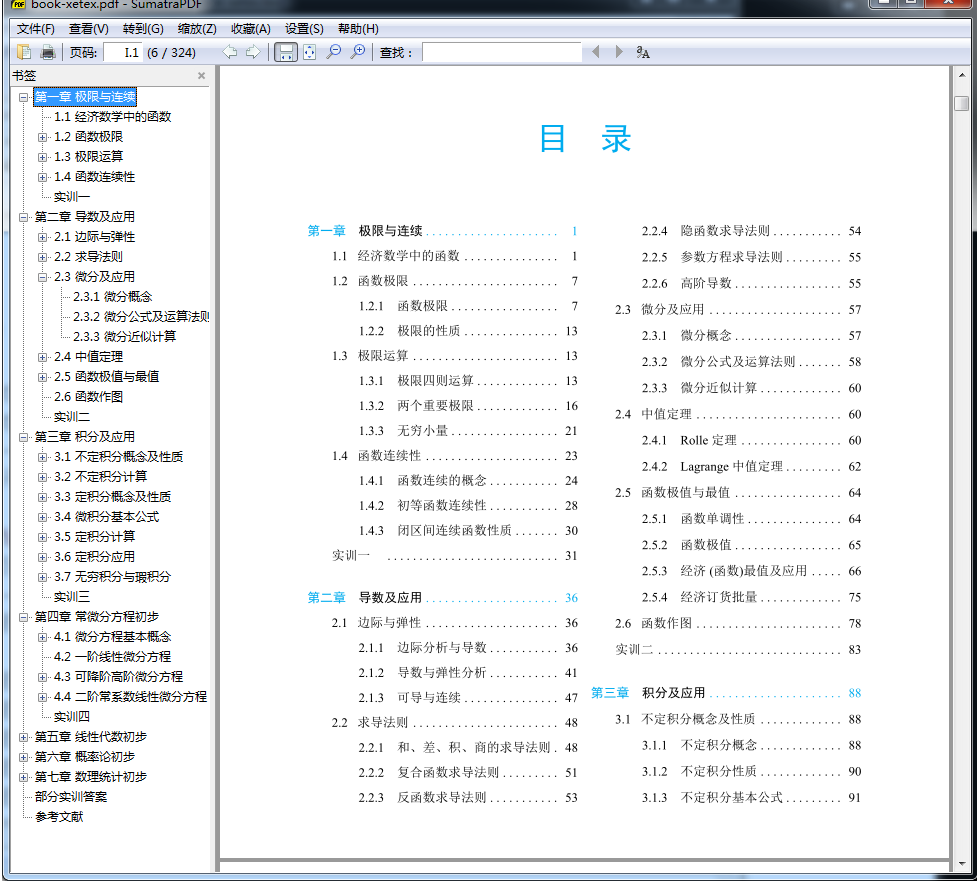 book-xetex.pdf - SumatraPDF
文件(F) 查看(V) 转到(G) 缩放(Z) 收藏(A) 设置(S) 帮助(H)
页码: I.1 (6 / 324) 查找：
书签
第一章 极限与连续
1.1 经济数学中的函数
1.2 函数极限
1.3 极限运算
1.4 函数连续性
实训一
第二章 导数及应用
2.1 边际与弹性
2.2 求导法则
2.3 微分及应用
2.3.1 微分概念
2.3.2 微分公式及运算法则
2.3.3 微分近似计算
2.4 中值定理
2.5 函数极值与最值
2.6 函数作图
实训二
第三章 积分及应用
3.1 不定积分概念及性质
3.2 不定积分计算
3.3 定积分概念及性质
3.4 微积分基本公式
3.5 定积分计算
3.6 定积分应用
3.7 无穷积分与瑕积分
实训三
第四章 常微分方程初步
4.1 微分方程基本概念
4.2 一阶线性微分方程
4.3 可降阶高阶微分方程
4.4 二阶常系数线性微分方程
实训四
第五章 线性代数初步
第六章 概率论初步
第七章 数理统计初步
部分实训答案
参考文献
目 录
第一章 极限与连续 . . . . . . . . . . . . . . . . . . . . . 1
1.1 经济数学中的函数 . . . . . . . . . . . . . . . 1
1.2 函数极限 . . . . . . . . . . . . . . . . . . . . . . . 7
1.2.1 函数极限 . . . . . . . . . . . . . . . . . 7
1.2.2 极限的性质 . . . . . . . . . . . . . . . 13
1.3 极限运算 . . . . . . . . . . . . . . . . . . . . . . . 13
1.3.1 极限四则运算 . . . . . . . . . . . . . 13
1.3.2 两个重要极限 . . . . . . . . . . . . . 16
1.3.3 无穷小量 . . . . . . . . . . . . . . . . . 21
1.4 函数连续性 . . . . . . . . . . . . . . . . . . . . . 23
1.4.1 函数连续的概念 . . . . . . . . . . . 24
1.4.2 初等函数连续性 . . . . . . . . . . . 28
1.4.3 闭区间连续函数性质 . . . . . . . 30
实训一 . . . . . . . . . . . . . . . . . . . . . . . . . . . 31
第二章 导数及应用 . . . . . . . . . . . . . . . . . . . . . 36
2.1 边际与弹性 . . . . . . . . . . . . . . . . . . . . . 36
2.1.1 边际分析与导数 . . . . . . . . . . . 36
2.1.2 导数与弹性分析 . . . . . . . . . . . 41
2.1.3 可导与连续 . . . . . . . . . . . . . . . 47
2.2 求导法则 . . . . . . . . . . . . . . . . . . . . . . . 48
2.2.1 和、差、积、商的求导法则 . 48
2.2.2 复合函数求导法则 . . . . . . . . . 51
2.2.3 反函数求导法则 . . . . . . . . . . . 53
2.2.4 隐函数求导法则 . . . . . . . . . . . 54
2.2.5 参数方程求导法则 . . . . . . . . . 55
2.2.6 高阶导数 . . . . . . . . . . . . . . . . . 55
2.3 微分及应用 . . . . . . . . . . . . . . . . . . . . . 57
2.3.1 微分概念 . . . . . . . . . . . . . . . . . 57
2.3.2 微分公式及运算法则 . . . . . . . 58
2.3.3 微分近似计算 . . . . . . . . . . . . . 60
2.4 中值定理 . . . . . . . . . . . . . . . . . . . . . . . 60
2.4.1 Rolle 定理 . . . . . . . . . . . . . . . . 60
2.4.2 Lagrange 中值定理 . . . . . . . . . 62
2.5 函数极值与最值 . . . . . . . . . . . . . . . . . 64
2.5.1 函数单调性 . . . . . . . . . . . . . . . 64
2.5.2 函数极值 . . . . . . . . . . . . . . . . . 65
2.5.3 经济 (函数)最值及应用 . . . . . 66
2.5.4 经济订货批量 . . . . . . . . . . . . . 75
2.6 函数作图 . . . . . . . . . . . . . . . . . . . . . . . 78
实训二 . . . . . . . . . . . . . . . . . . . . . . . . . . . . . 83
第三章 积分及应用 . . . . . . . . . . . . . . . . . . . . . 88
3.1 不定积分概念及性质 . . . . . . . . . . . . . 88
3.1.1 不定积分概念 . . . . . . . . . . . . . 88
3.1.2 不定积分性质 . . . . . . . . . . . . . 90
3.1.3 不定积分基本公式 . . . . . . . . . 91